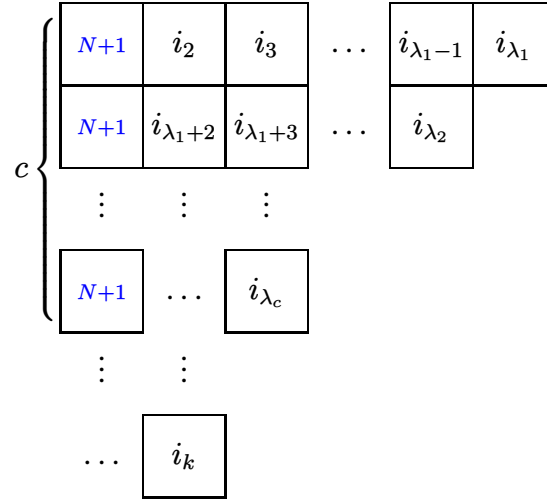 N+1 i_2 i_3 … i_{λ_1−1} i_{λ_1}
N+1 i_{λ_1+2} i_{λ_1+3} … i_{λ_2}
c
⋮ ⋮ ⋮
N+1 … i_{λ_c}
⋮ ⋮
… i_k